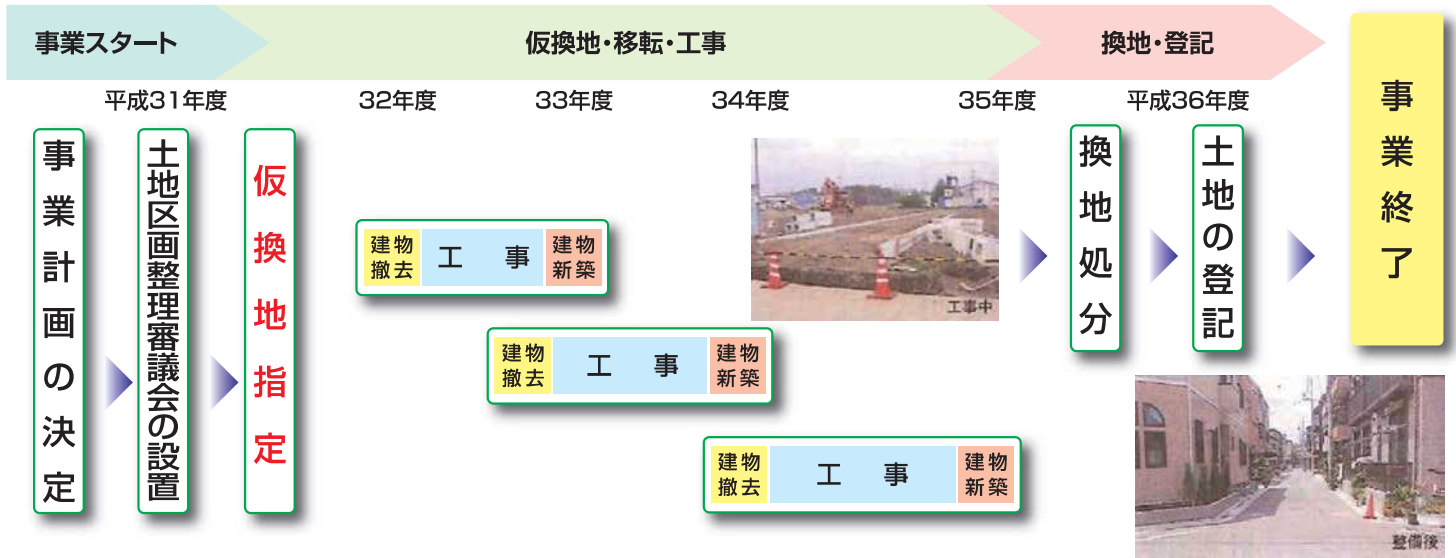 事業スタート
仮換地・移転・工事
換地・登記
平成31年度
32年度
33年度
34年度
35年度
平成36年度
事業計画の決定
土地区画整理審議会の設置
仮換地指定
建物
撤去
工事
建物
新築
建物
撤去
工事
建物
新築
建物
撤去
工事
建物
新築
工事中
換地処分
土地の登記
事業終了
整備後